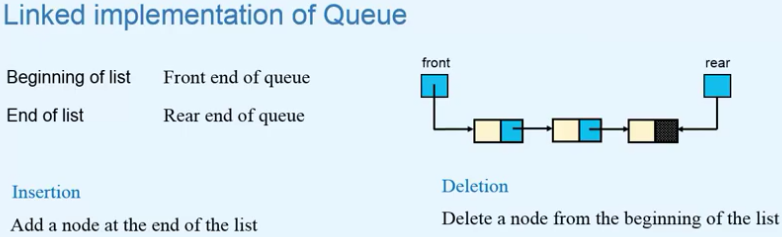 Linked implementation of Queue
Beginning of list Front end of queue
End of list Rear end of queue
front rear
Insertion
Add a node at the end of the list
Deletion
Delete a node from the beginning of the list